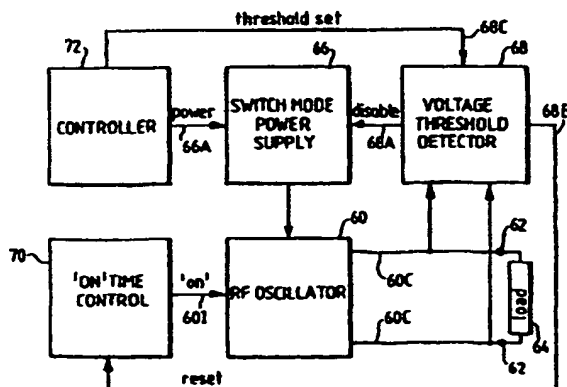 threshold set
68C
72
66
68
CONTROLLER
power
66A
SWITCH MODE
POWER
SUPPLY
disable
68A
VOLTAGE
THRESHOLD
DETECTOR
68B
60
62
70
'ON' TIME
CONTROL
'on'
60I
RF OSCILLATOR
60C
60C
load
64
62
reset